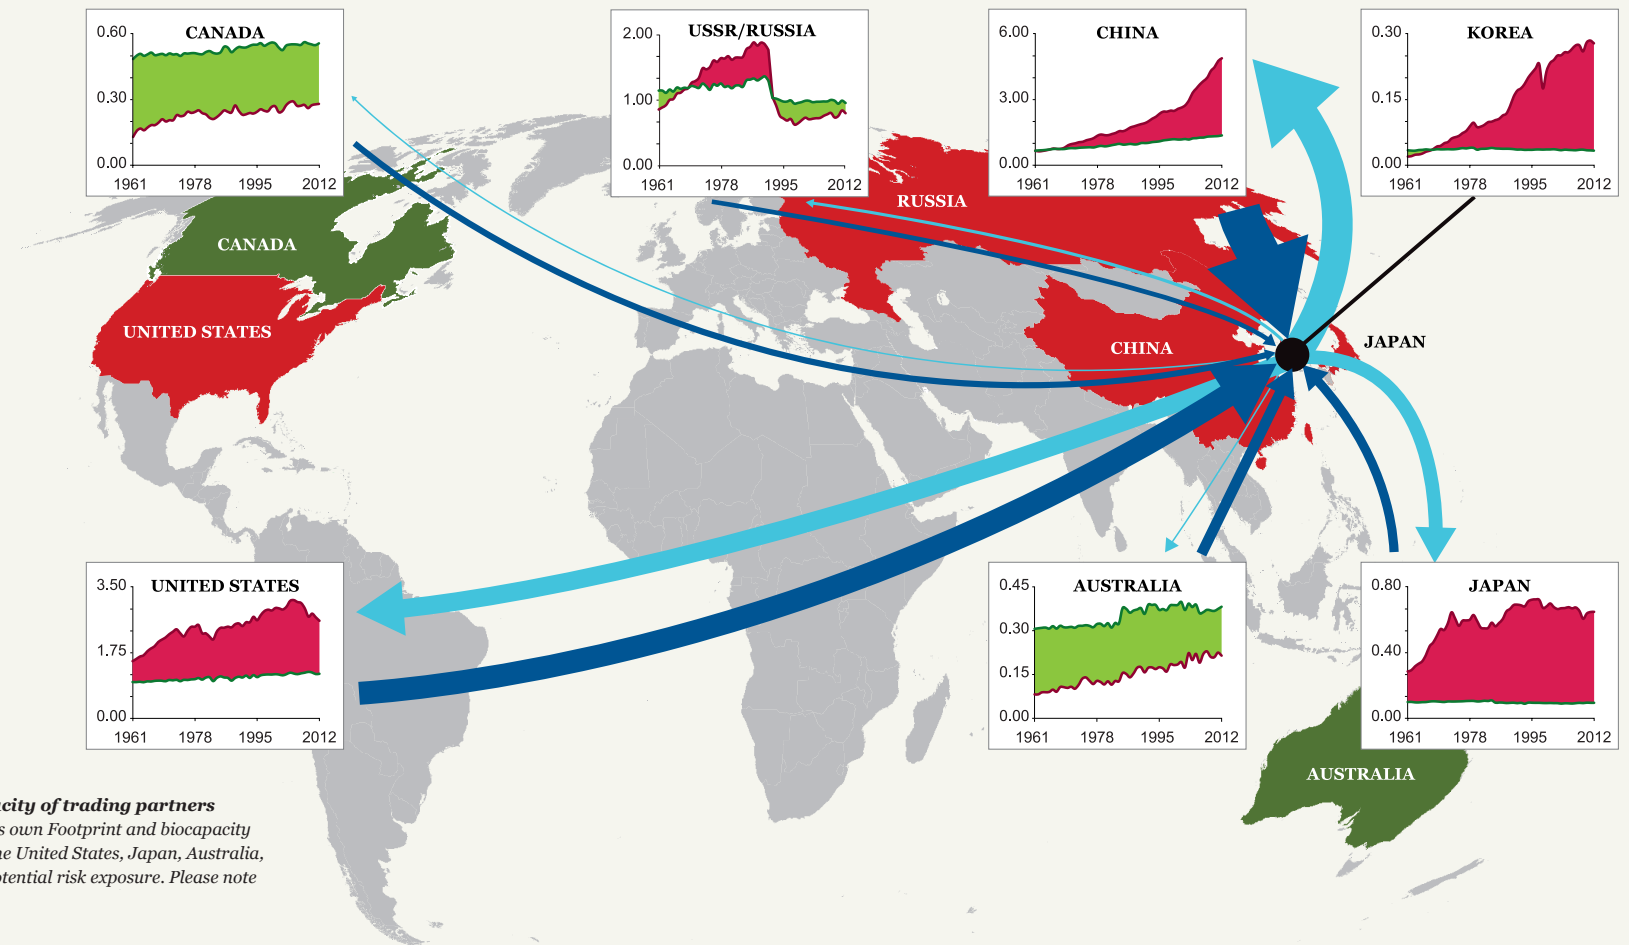 CANADA
0.60
0.30
0.00
1961 1978 1995 2012
USSR/RUSSIA
2.00
1.00
0.00
1961 1978 1995 2012
CHINA
6.00
3.00
0.00
1961 1978 1995 2012
KOREA
0.30
0.15
0.00
1961 1978 1995 2012
RUSSIA
CANADA
UNITED STATES
CHINA
JAPAN
UNITED STATES
3.50
1.75
0.00
1961 1978 1995 2012
AUSTRALIA
0.45
0.30
0.15
0.00
1961 1978 1995 2012
JAPAN
0.80
0.40
0.00
1961 1978 1995 2012
AUSTRALIA
city of trading partners
s own Footprint and biocapacity
he United States, Japan, Australia,
otential risk exposure. Please note